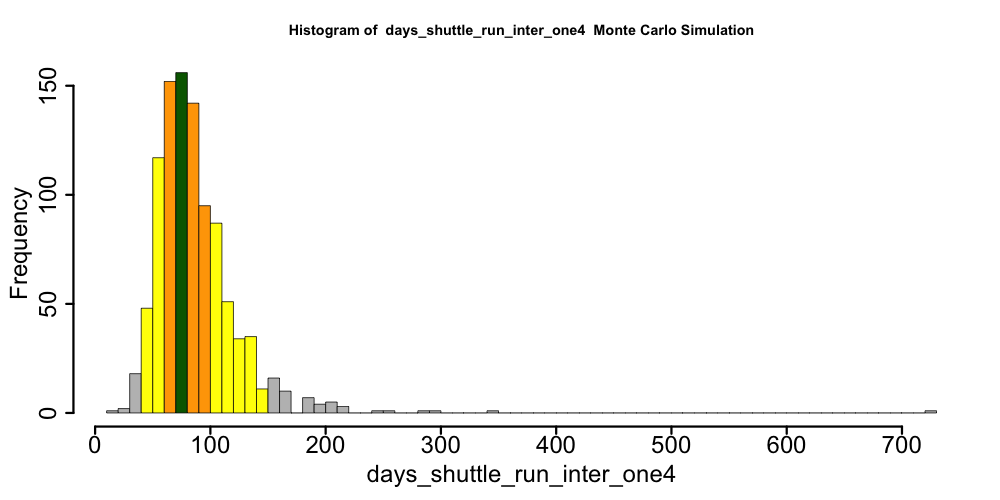 Histogram of  days_shuttle_run_inter_one4  Monte Carlo Simulation
Frequency
150
100
50
0
0 100 200 300 400 500 600 700
days_shuttle_run_inter_one4